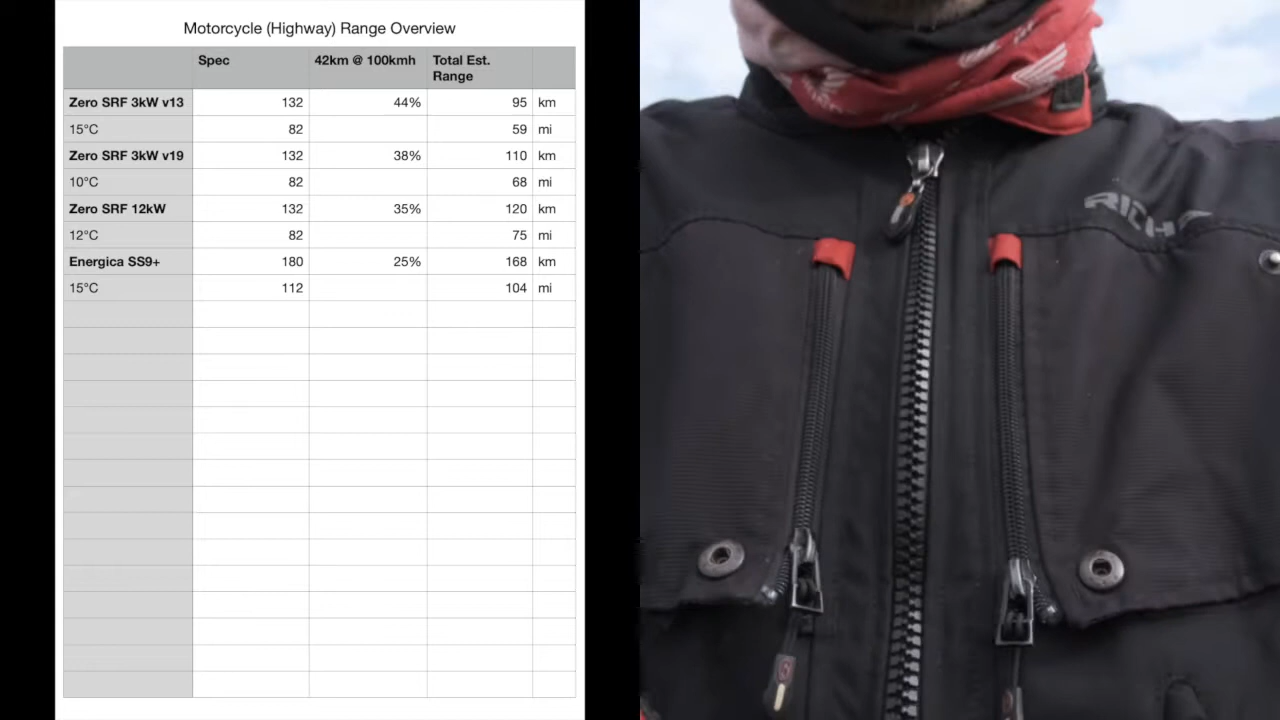 Motorcycle (Highway) Range Overview
Spec 42km @ 100kmh Total Est. Range
Zero SRF 3kW v13 132 44% 95 km
15°C 82 59 mi
Zero SRF 3kW v19 132 38% 110 km
10°C 82 68 mi
Zero SRF 12kW 132 35% 120 km
12°C 82 75 mi
Energica SS9+ 180 25% 168 km
15°C 112 104 mi